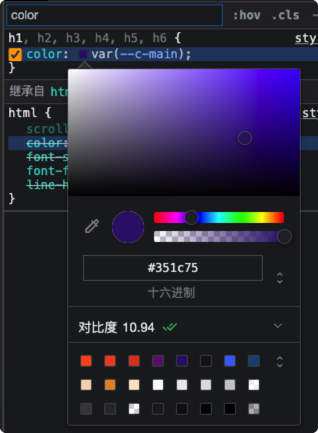 color :hov .cls
h1, h2, h3, h4, h5, h6 { sty
color: var(--c-main);
}
继承自 htm
html { st
scroll
color:
font-s
font-f
line-h
}
#351c75
十六进制
对比度 10.94